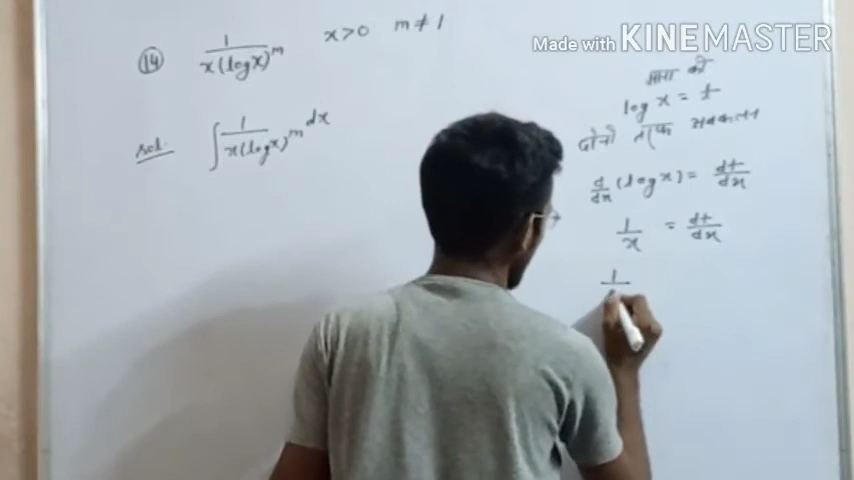 Made with KINEMASTER
(14) 1/x(log x)^m x>0 m≠1
sol. ∫ 1/x(log x)^m dx
माना की
log x = t
दोनों तरफ अवकलन
d/dx (log x) = dt/dx
1/x = dt/dx
1